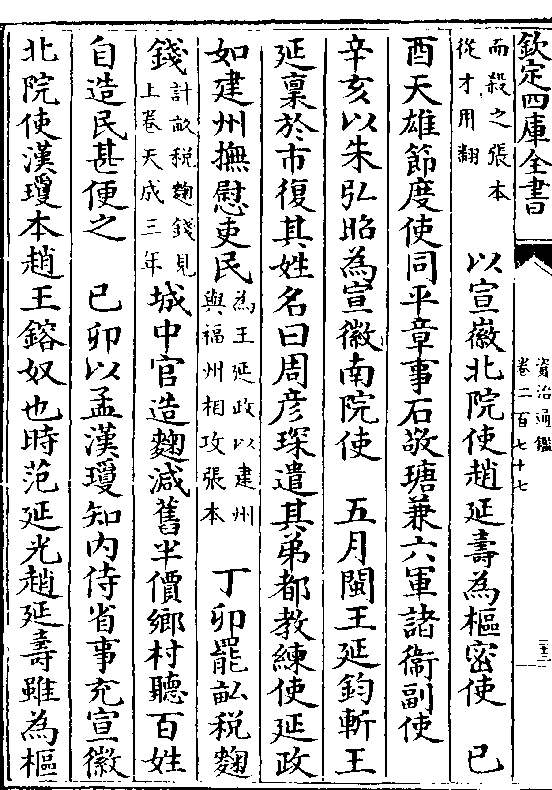 欽定四庫全書
資治通鑑
卷二百七十七
而殺之張本
從才用翻
以宣徽北院使趙延壽為樞密使　己
酉天雄節度使同平章事石敬瑭兼六軍諸衞副使
辛亥以朱弘昭為宣徽南院使　五月閩王延鈞斬王
延稟於市復其姓名曰周彦琛遣其弟都教練使延政
如建州撫慰吏民
為王延政以建州
與福州相攻張本
丁卯罷畝税麴
錢
計畝税麴錢見
上卷天成三年
城中官造麴減舊半價鄉村聽百姓
自造民甚便之　己卯以孟漢瓊知内侍省事充宣徽
北院使漢瓊本趙王鎔奴也時范延光趙延壽雖為樞